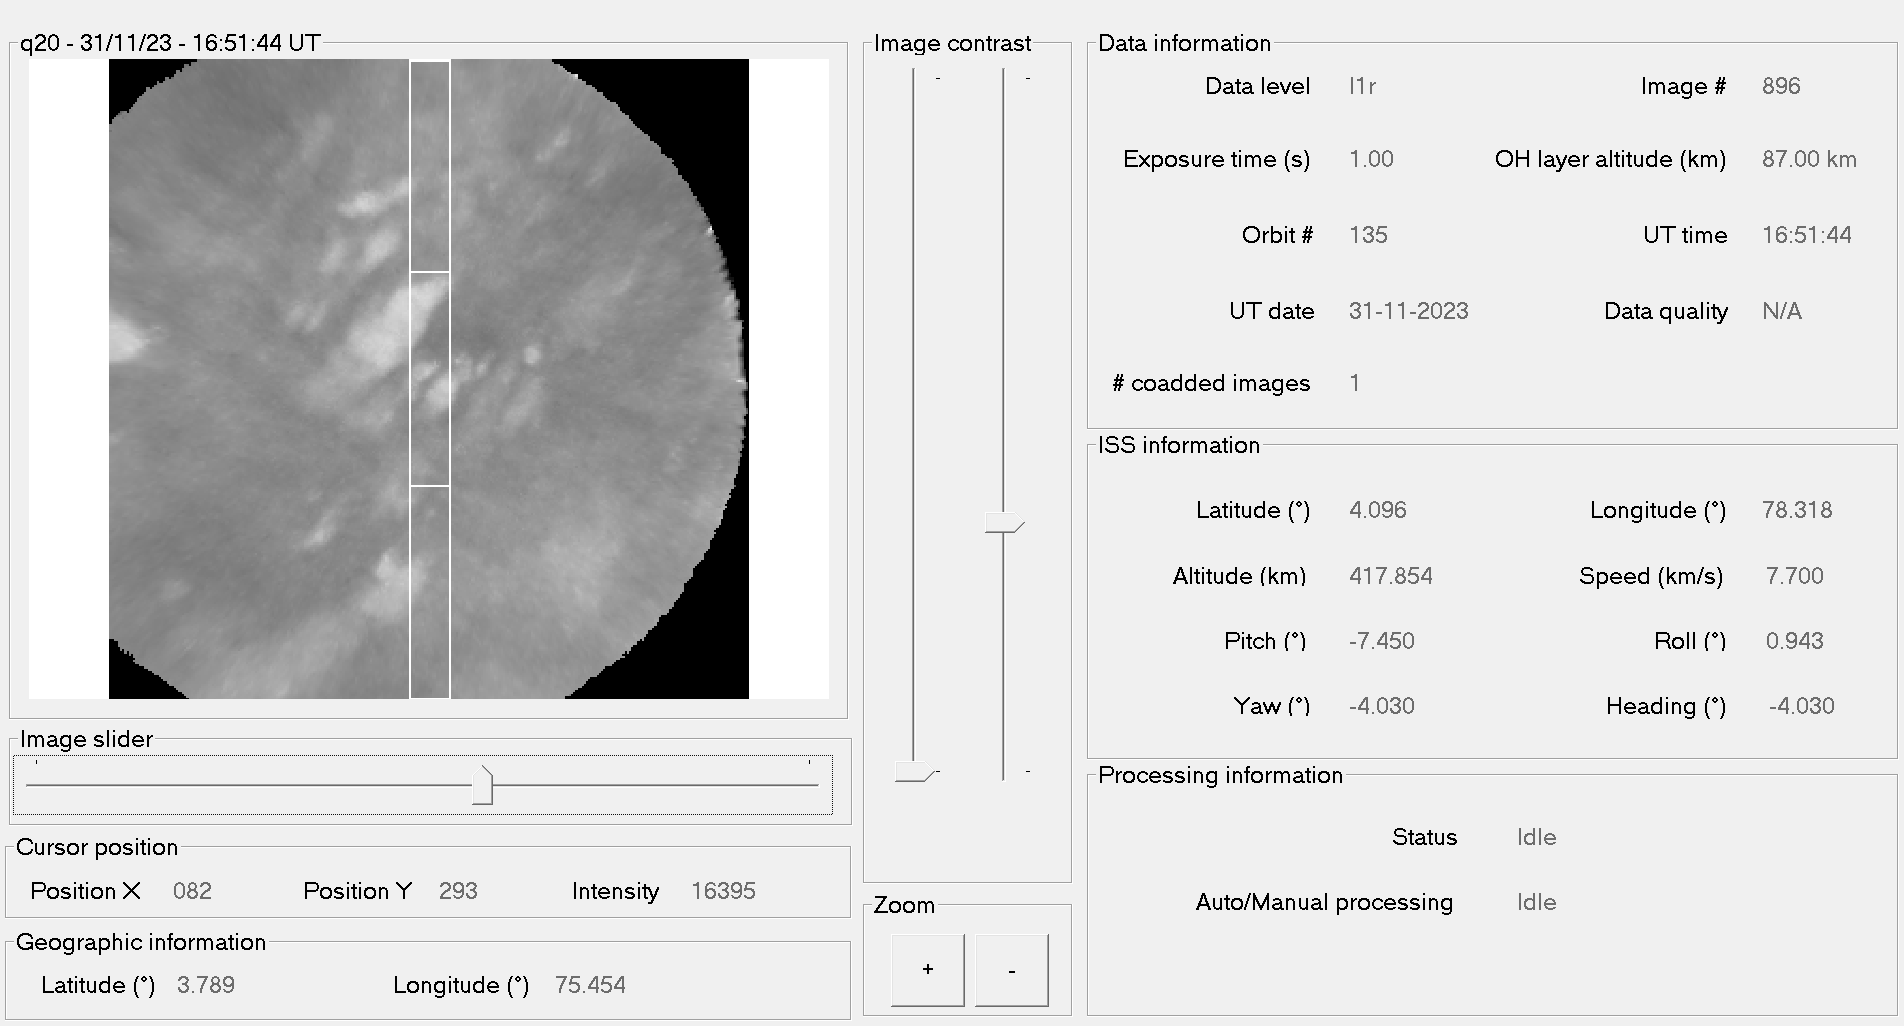 q20 - 31/11/23 - 16:51:44 UT
Image contrast
Data information
Data level l1r Image # 896
Exposure time (s) 1.00 OH layer altitude (km) 87.00 km
Orbit # 135 UT time 16:51:44
UT date 31-11-2023 Data quality N/A
# coadded images 1
ISS information
Latitude (°) 4.096 Longitude (°) 78.318
Altitude (km) 417.854 Speed (km/s) 7.700
Pitch (°) -7.450 Roll (°) 0.943
Yaw (°) -4.030 Heading (°) -4.030
Image slider
Processing information
Status Idle
Auto/Manual processing Idle
Cursor position
Position X 082 Position Y 293 Intensity 16395
Zoom
+ -
Geographic information
Latitude (°) 3.789 Longitude (°) 75.454